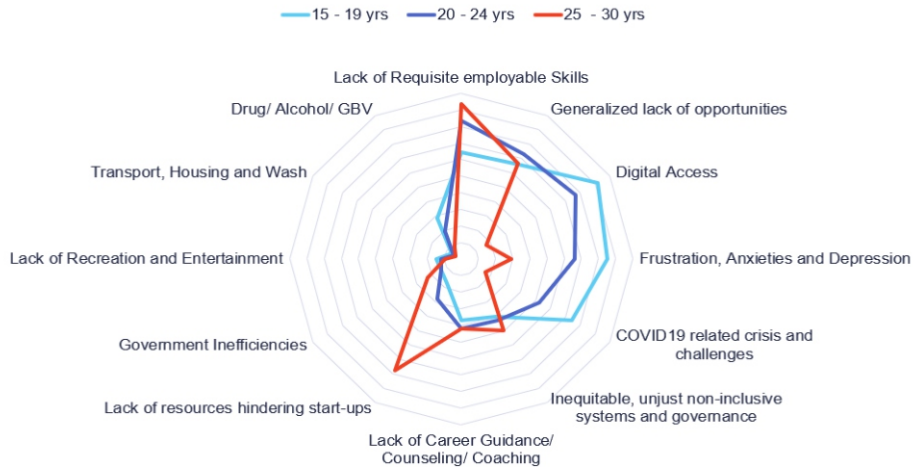 15 - 19 yrs 20 - 24 yrs 25 - 30 yrs
Lack of Requisite employable Skills
Drug/ Alcohol/ GBV
Generalized lack of opportunities
Transport, Housing and Wash
Digital Access
Lack of Recreation and Entertainment
Frustration, Anxieties and Depression
COVID19 related crisis and
challenges
Government Inefficiencies
Inequitable, unjust non-inclusive
systems and governance
Lack of resources hindering start-ups
Lack of Career Guidance/
Counseling/ Coaching